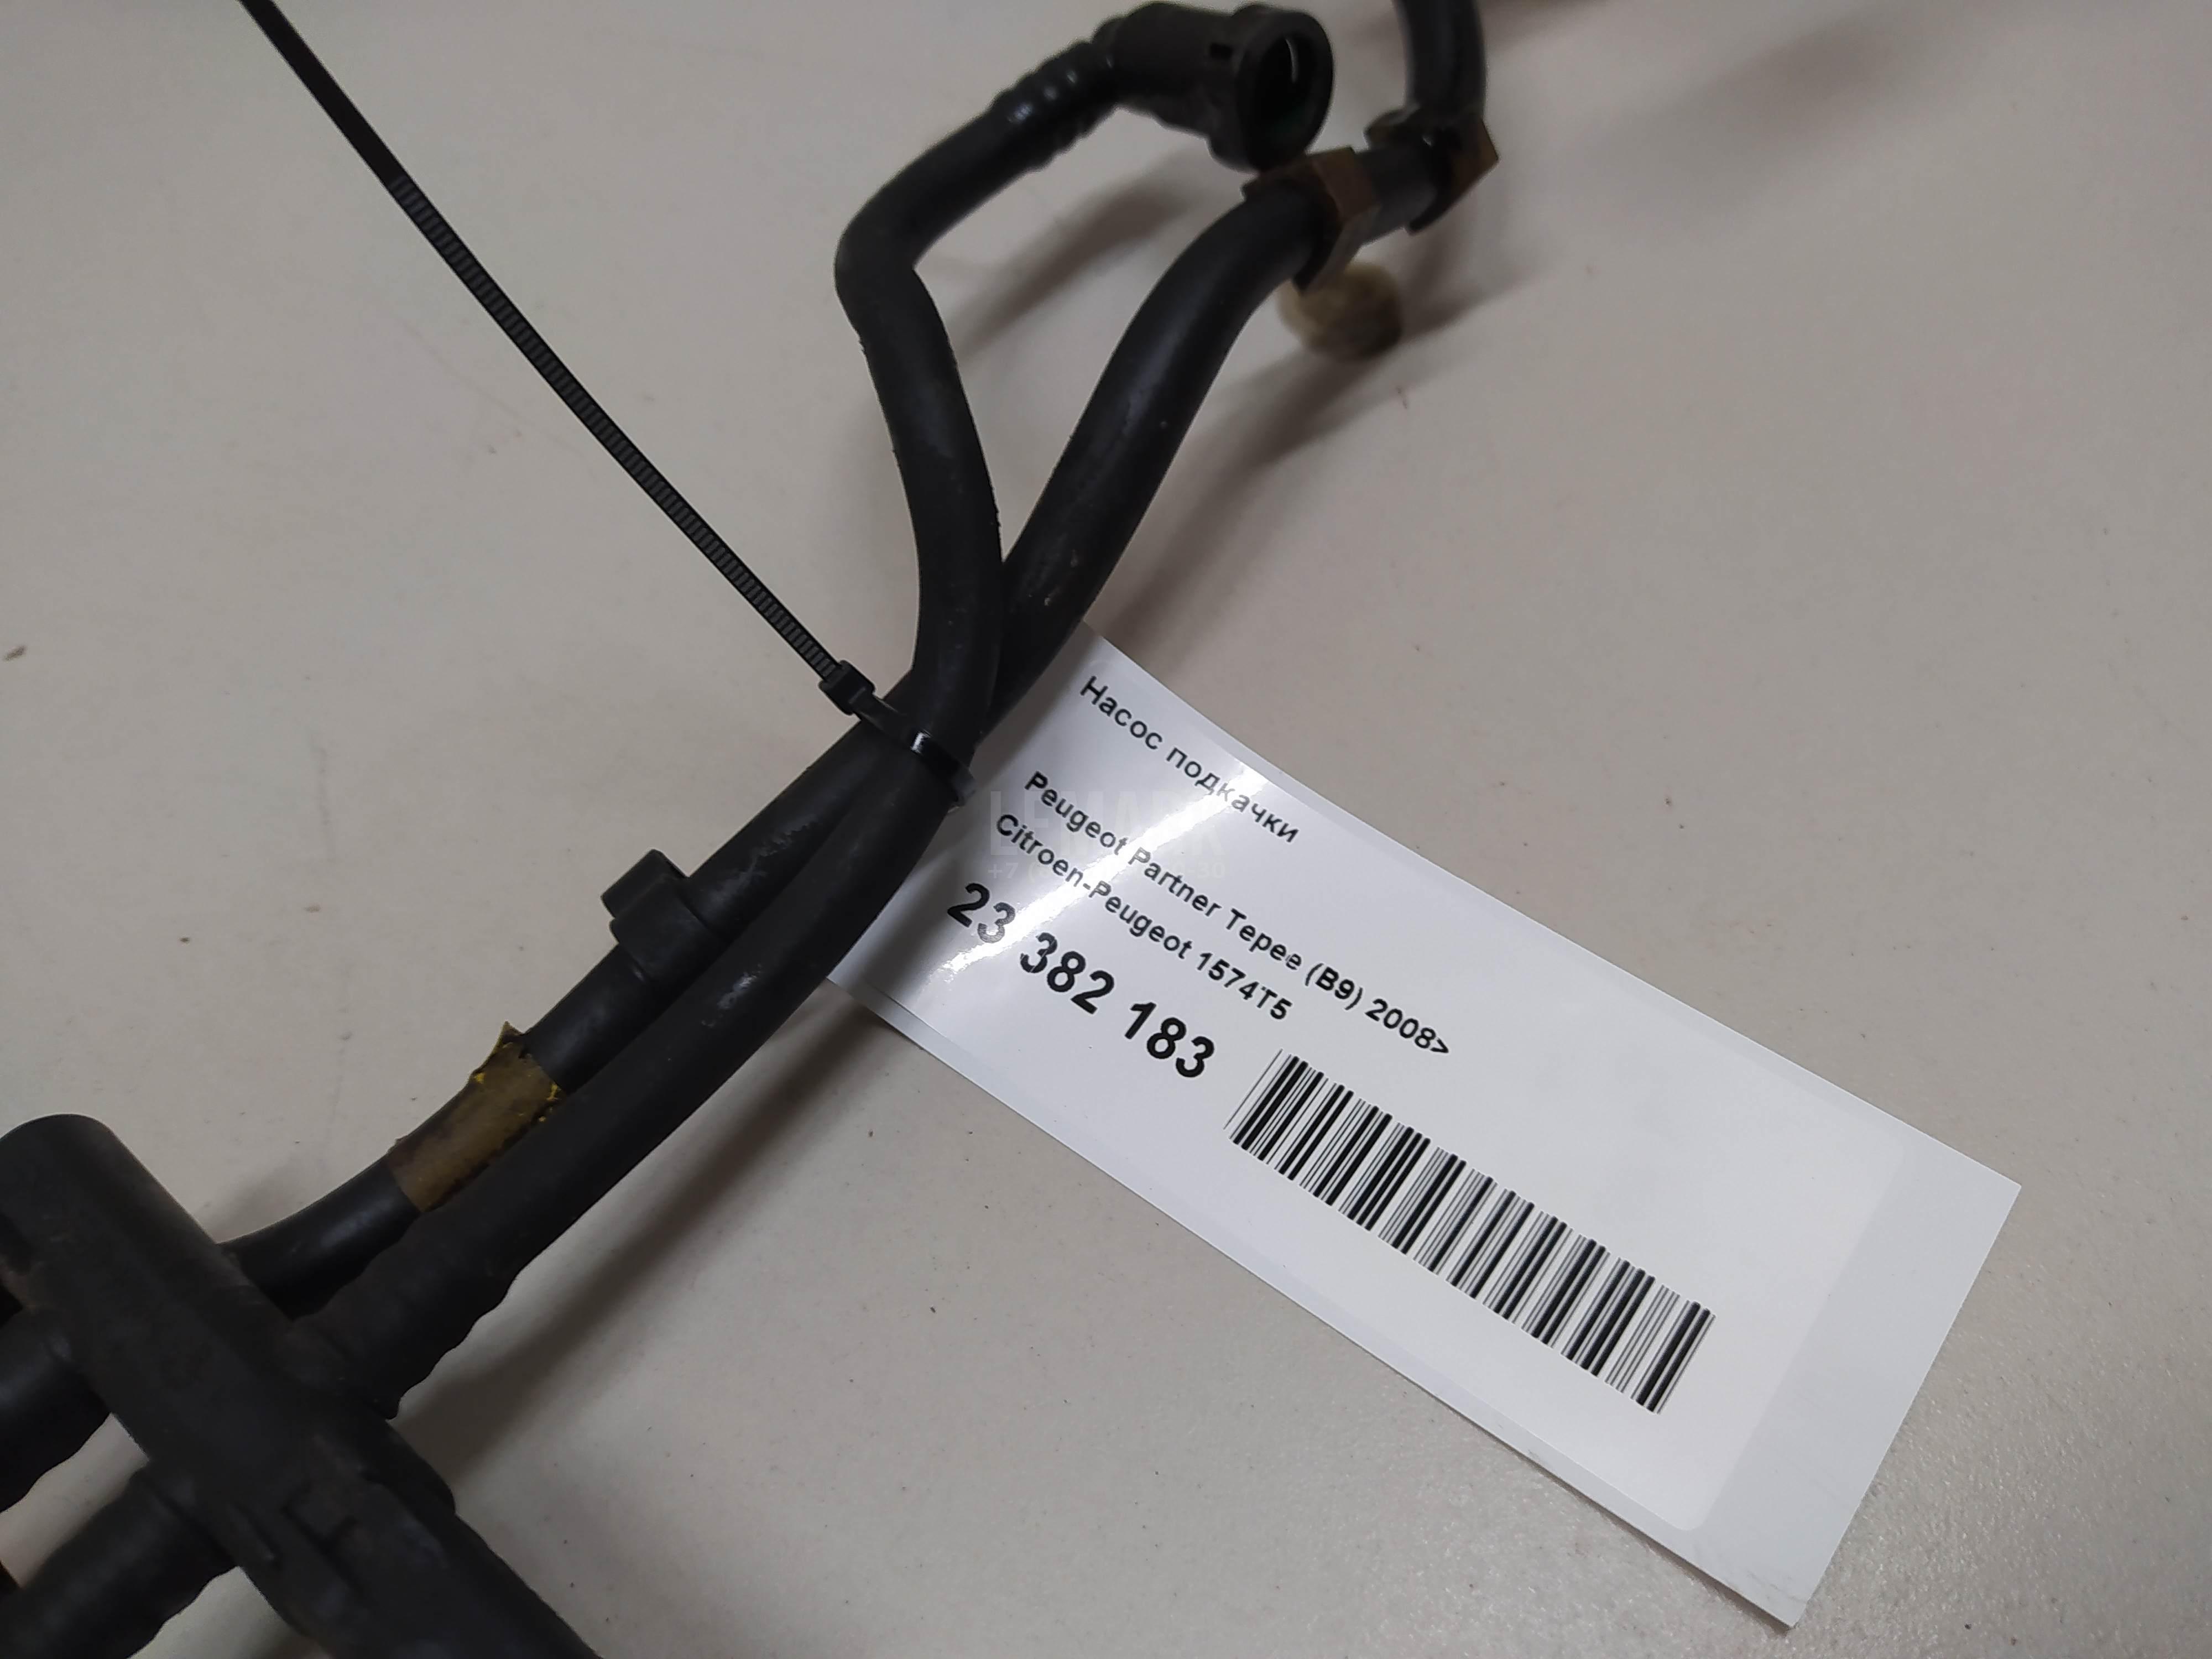 Насос подкачки
Peugeot Partner Tepee (B9) 2008>
Citroen-Peugeot 1574T5
23 382 183